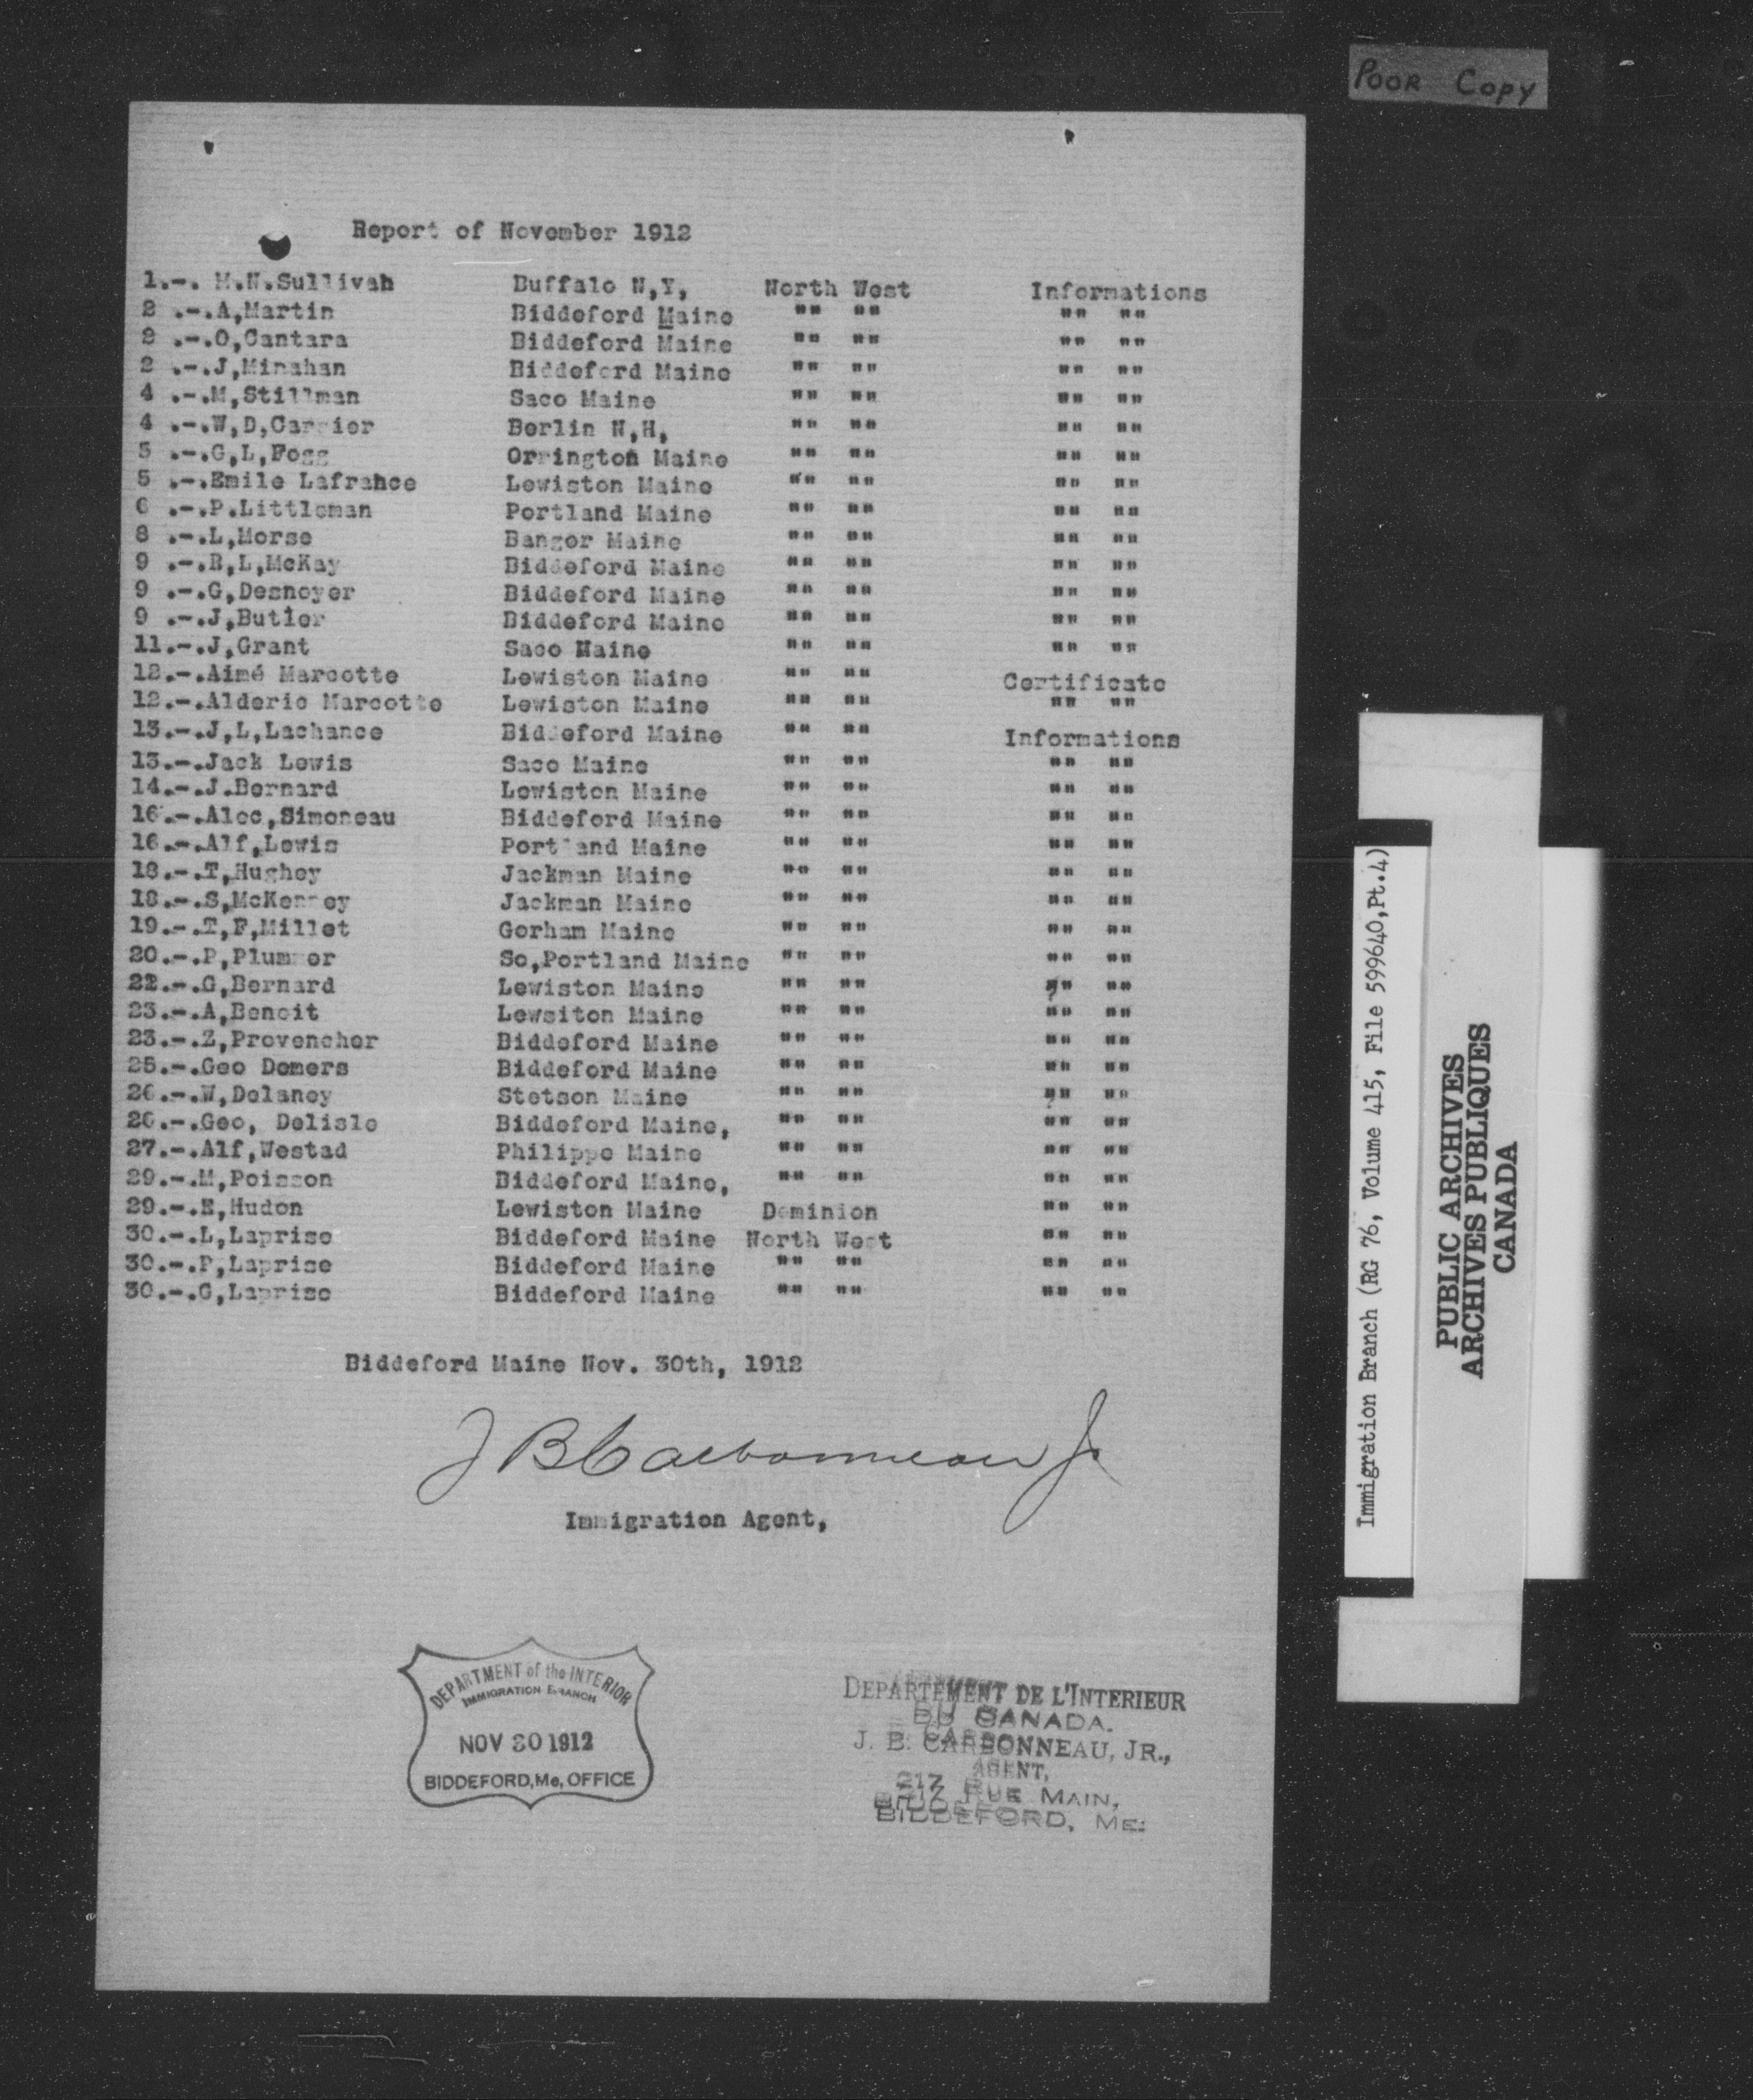 POOR COPY
Report of November 1912
1.-. M.N.Sullivah Buffalo N,Y, North West Informations
2 .-.A,Martin Biddeford Maine "" "" "" ""
2 .-.O,Cantara Biddeford Maine "" "" "" ""
2 .-.J,Minahan Biddeford Maine "" "" "" ""
4 .-.M,Stillman Saco Maine "" "" "" ""
4 .-.W,D,Carrier Berlin N,H, "" "" "" ""
5 .-.G,L,Fogg Orrington Maine "" "" "" ""
5 .-.Emile Lafrahce Lewiston Maine "" "" "" ""
6 .-.P.Littleman Portland Maine "" "" "" ""
8 .-.L,Morse Bangor Maine "" "" "" ""
9 .-.R,L,McKay Biddeford Maine "" "" "" ""
9 .-.G,Desnoyer Biddeford Maine "" "" "" ""
9 .-.J,Butler Biddeford Maine "" "" "" ""
11.-.J,Grant Saco Maine "" "" "" ""
12.-.Aimé Marcotte Lewiston Maine "" "" Certificate
12.-.Alderic Marcotte Lewiston Maine "" "" "" ""
13.-.J,L,Lachance Biddeford Maine "" "" Informations
13.-.Jack Lewis Saco Maine "" "" "" ""
14.-.J.Bernard Lewiston Maine "" "" "" ""
16.-.Alec,Simoneau Biddeford Maine "" "" "" ""
16.-.Alf,Lewis Portland Maine "" "" "" ""
18.-.T,Hughey Jackman Maine "" "" "" ""
18.-.S,McKenney Jackman Maine "" "" "" ""
19.-.T,F,Millet Gorham Maine "" "" "" ""
20.-.P,Plummer So,Portland Maine "" "" "" ""
22.-.G,Bernard Lewiston Maine "" "" "" ""
23.-.A,Benoit Lewsiton Maine "" "" "" ""
23.-.Z,Provencher Biddeford Maine "" "" "" ""
25.-.Geo Demers Biddeford Maine "" "" "" ""
26.-.W,Delaney Stetson Maine "" "" "" ""
26.-.Geo, Delisle Biddeford Maine, "" "" "" ""
27.-.Alf,Westad Philippe Maine "" "" "" ""
29.-.M,Poisson Biddeford Maine, "" "" "" ""
29.-.E,Hudon Lewiston Maine Dominion "" ""
30.-.L,Laprise Biddeford Maine North West "" ""
30.-.P,Laprise Biddeford Maine "" "" "" ""
30.-.G,Laprise Biddeford Maine "" "" "" ""
Biddeford Maine Nov. 30th, 1912
J B Carbonneau Jr
Immigration Agent,
DEPARTMENT of the INTERIOR
IMMIGRATION BRANCH
NOV 30 1912
BIDDEFORD, Me, OFFICE
DEPARTEMENT DE L'INTERIEUR
DU CANADA.
J. B. CARBONNEAU, JR.,
AGENT,
217 RUE MAIN,
BIDDEFORD, ME.
Immigration Branch (RG 76, Volume 415, File 599640,Pt.4)
PUBLIC ARCHIVES
ARCHIVES PUBLIQUES
CANADA